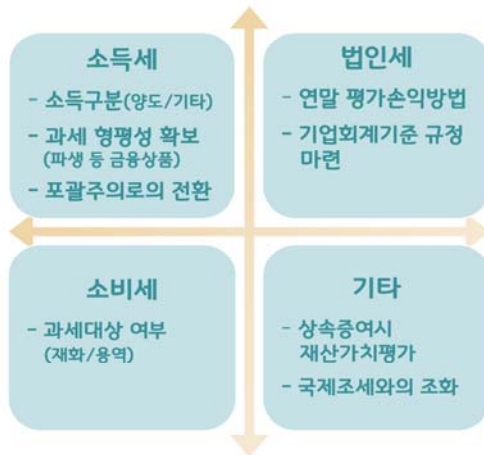 소득세
- 소득구분(양도/기타)
- 과세 형평성 확보
(파생 등 금융상품)
- 포괄주의로의 전환
법인세
- 연말 평가손익방법
- 기업회계기준 규정
마련
소비세
- 과세대상 여부
(재화/용역)
기타
- 상속증여시
재산가치평가
- 국제조세와의 조화